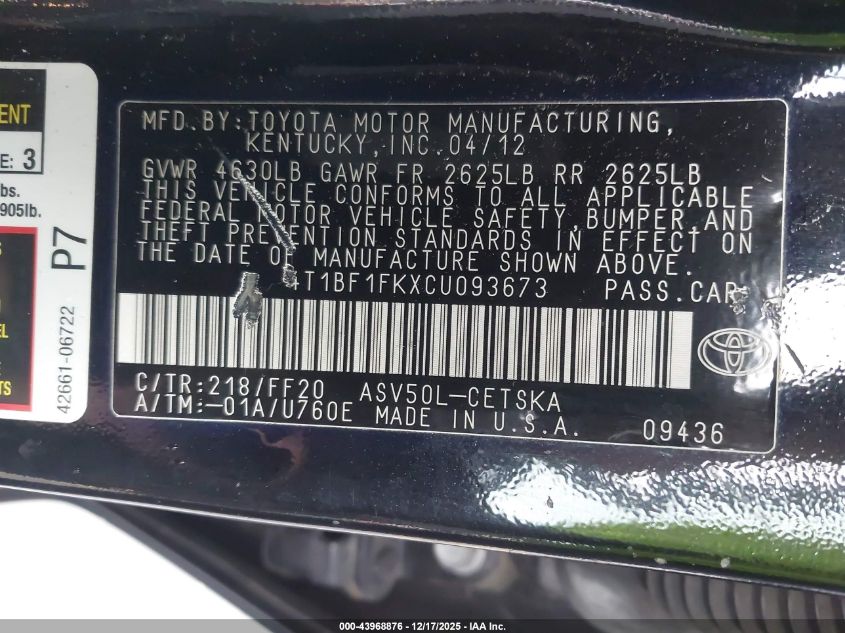 ENT
E: 3
bs.
905lb.
EL
E
TS
P7
42661-06722
MFD.BY:TOYOTA MOTOR MANUFACTURING,
KENTUCKY,INC.04/12
GVWR 4630LB GAWR FR 2625LB RR 2625LB
THIS VEHICLE CONFORMS TO ALL APPLICABLE
FEDERAL MOTOR VEHICLE SAFETY,BUMPER,AND
THEFT PREVENTION STANDARDS IN EFFECT ON
THE DATE OF MANUFACTURE SHOWN ABOVE.
4T1BF1FKXCU093673 PASS.CAR
C/TR:218/FF20 ASV50L-CETSKA
A/TM:-01A/U760E MADE IN U.S.A. 09436
000-43968876 - 12/17/2025 - IAA Inc.